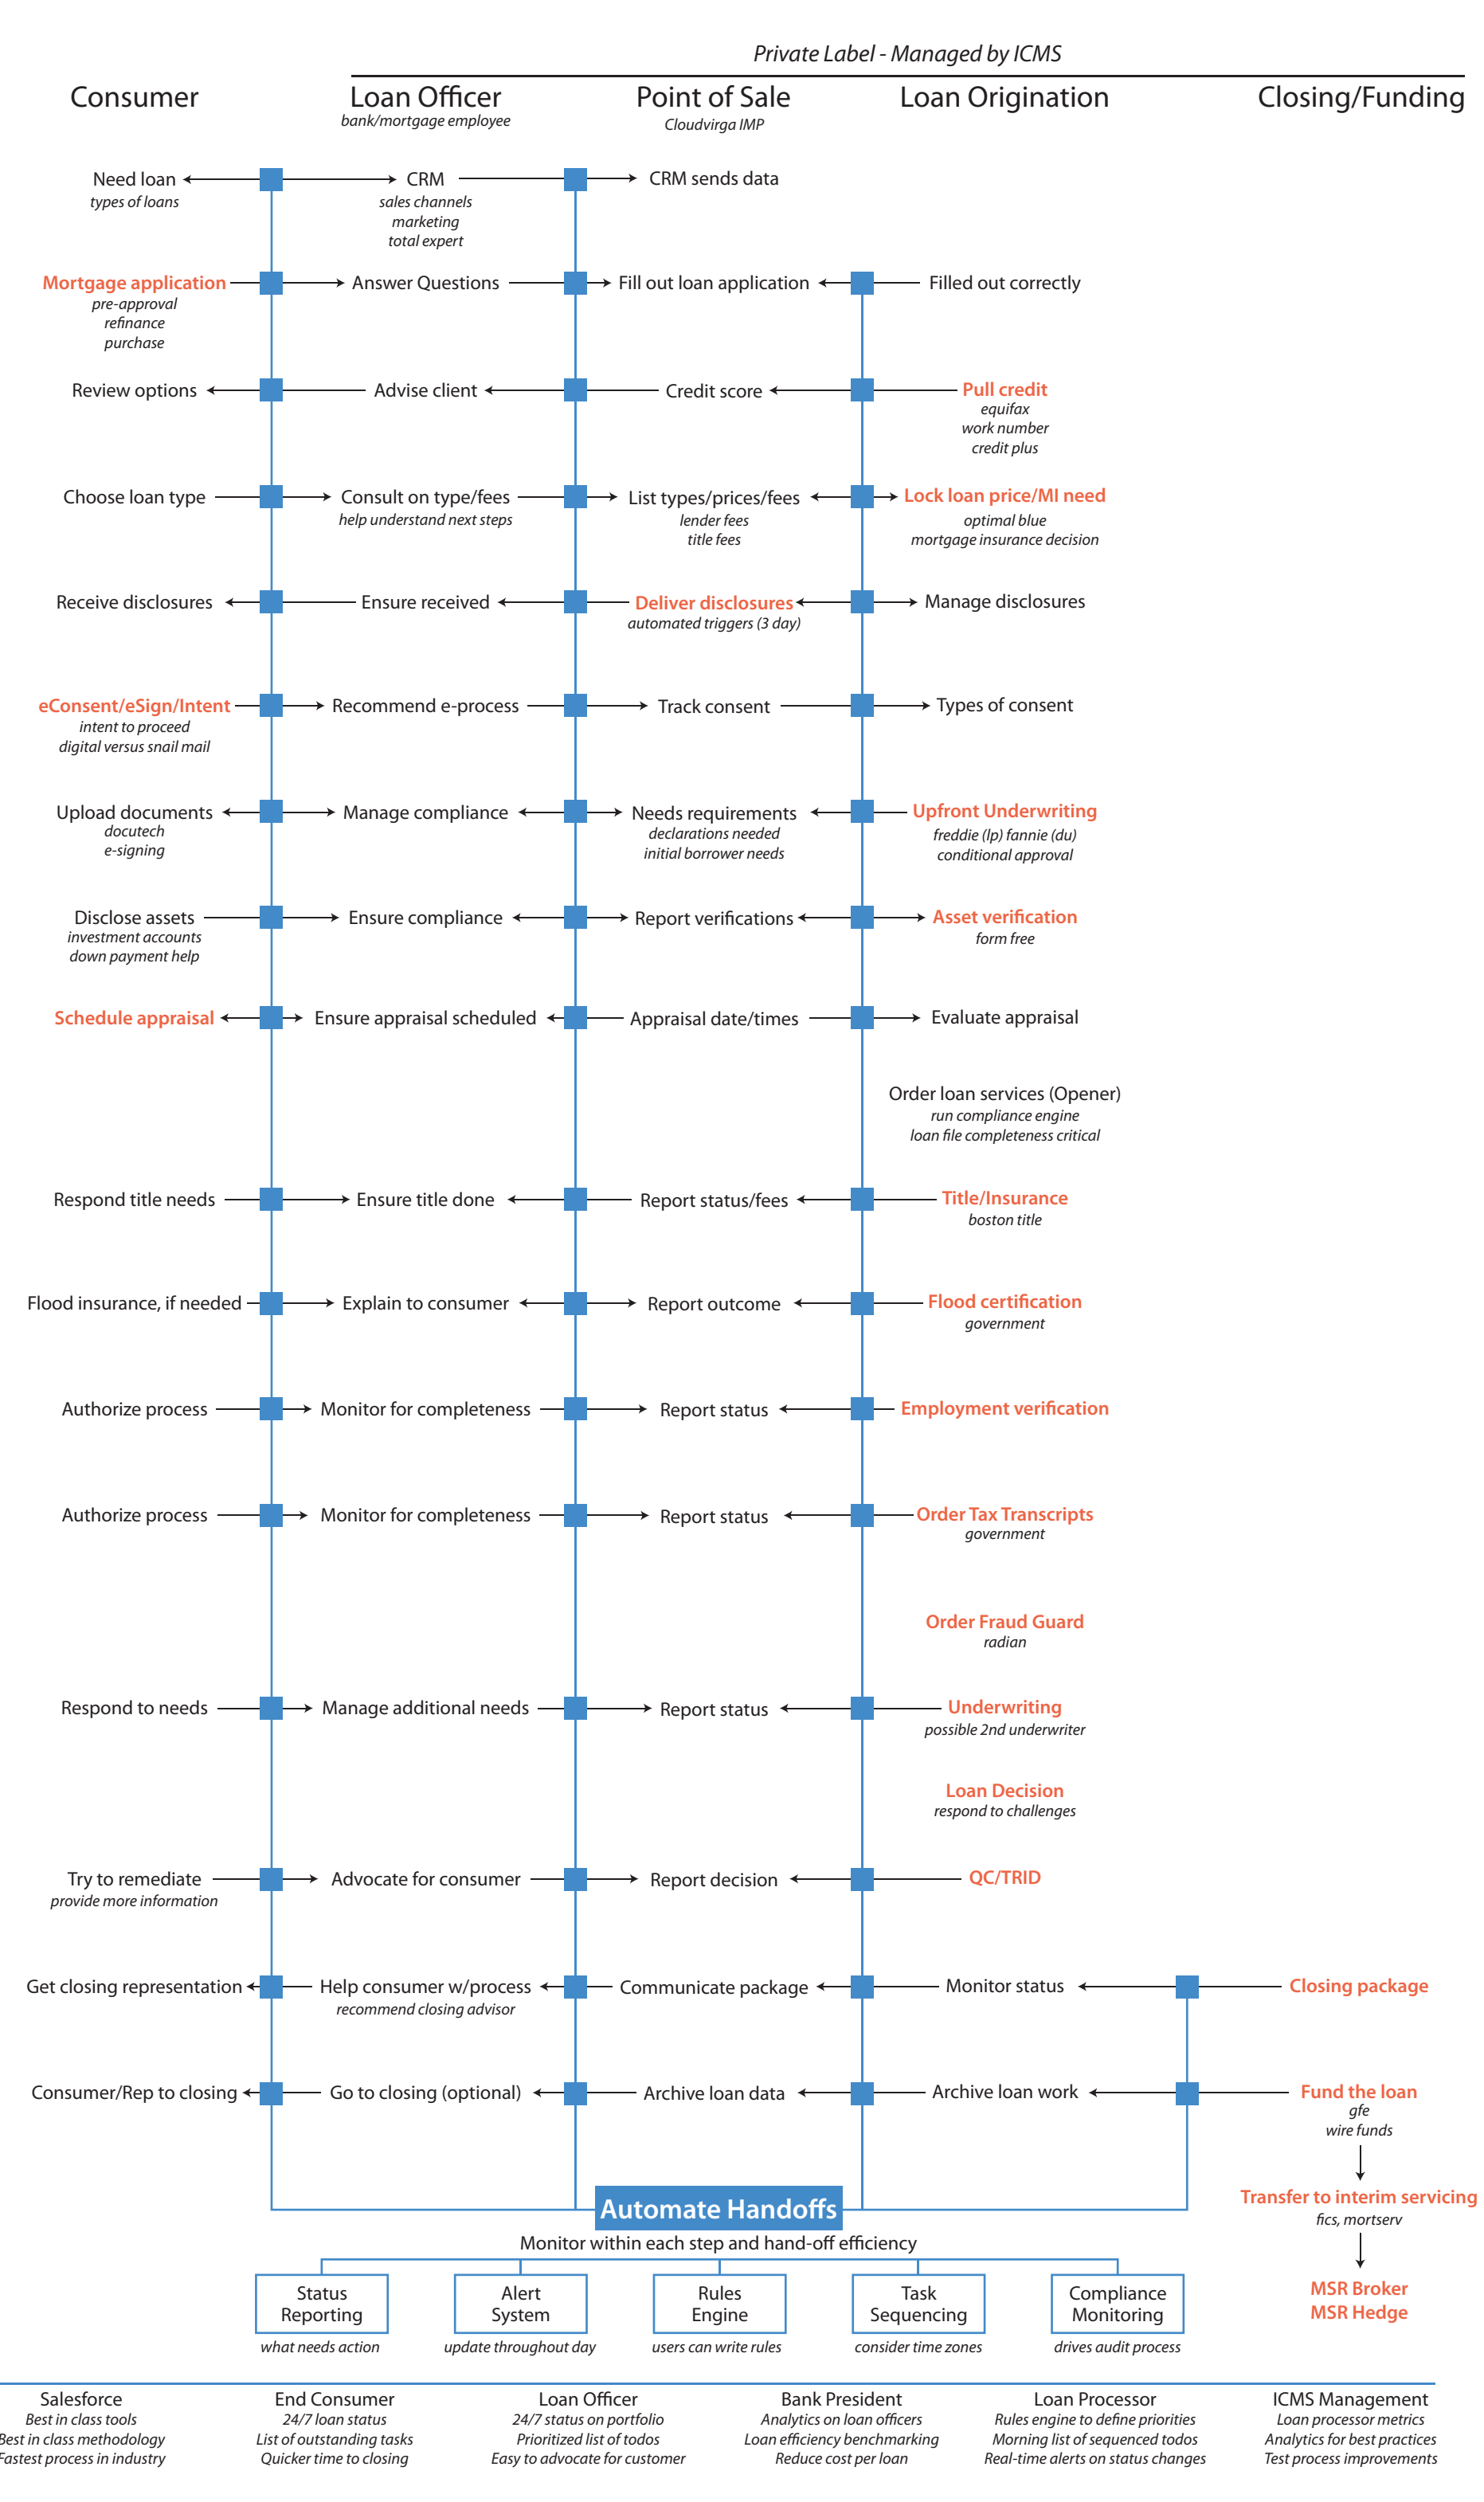 Private Label - Managed by ICMS
Consumer
Loan Officer
bank/mortgage employee
Point of Sale
Cloudvirga IMP
Loan Origination
Closing/Funding
Need loan
types of loans
CRM
sales channels
marketing
total expert
CRM sends data
Mortgage application
pre-approval
refinance
purchase
Answer Questions
Fill out loan application
Filled out correctly
Review options
Advise client
Credit score
Pull credit
equifax
work number
credit plus
Choose loan type
Consult on type/fees
help understand next steps
List types/prices/fees
lender fees
title fees
Lock loan price/MI need
optimal blue
mortgage insurance decision
Receive disclosures
Ensure received
Deliver disclosures
automated triggers (3 day)
Manage disclosures
eConsent/eSign/Intent
intent to proceed
digital versus snail mail
Recommend e-process
Track consent
Types of consent
Upload documents
docutech
e-signing
Manage compliance
Needs requirements
declarations needed
initial borrower needs
Upfront Underwriting
freddie (lp) fannie (du)
conditional approval
Disclose assets
investment accounts
down payment help
Ensure compliance
Report verifications
Asset verification
form free
Schedule appraisal
Ensure appraisal scheduled
Appraisal date/times
Evaluate appraisal
Order loan services (Opener)
run compliance engine
loan file completeness critical
Respond title needs
Ensure title done
Report status/fees
Title/Insurance
boston title
Flood insurance, if needed
Explain to consumer
Report outcome
Flood certification
government
Authorize process
Monitor for completeness
Report status
Employment verification
Authorize process
Monitor for completeness
Report status
Order Tax Transcripts
government
Order Fraud Guard
radian
Respond to needs
Manage additional needs
Report status
Underwriting
possible 2nd underwriter
Loan Decision
respond to challenges
Try to remediate
provide more information
Advocate for consumer
Report decision
QC/TRID
Get closing representation
Help consumer w/process
recommend closing advisor
Communicate package
Monitor status
Closing package
Consumer/Rep to closing
Go to closing (optional)
Archive loan data
Archive loan work
Fund the loan
gfe
wire funds
Transfer to interim servicing
fics, mortserv
MSR Broker
MSR Hedge
Automate Handoffs
Monitor within each step and hand-off efficiency
Status
Reporting
what needs action
Alert
System
update throughout day
Rules
Engine
users can write rules
Task
Sequencing
consider time zones
Compliance
Monitoring
drives audit process
Salesforce
Best in class tools
Best in class methodology
Fastest process in industry
End Consumer
24/7 loan status
List of outstanding tasks
Quicker time to closing
Loan Officer
24/7 status on portfolio
Prioritized list of todos
Easy to advocate for customer
Bank President
Analytics on loan officers
Loan efficiency benchmarking
Reduce cost per loan
Loan Processor
Rules engine to define priorities
Morning list of sequenced todos
Real-time alerts on status changes
ICMS Management
Loan processor metrics
Analytics for best practices
Test process improvements